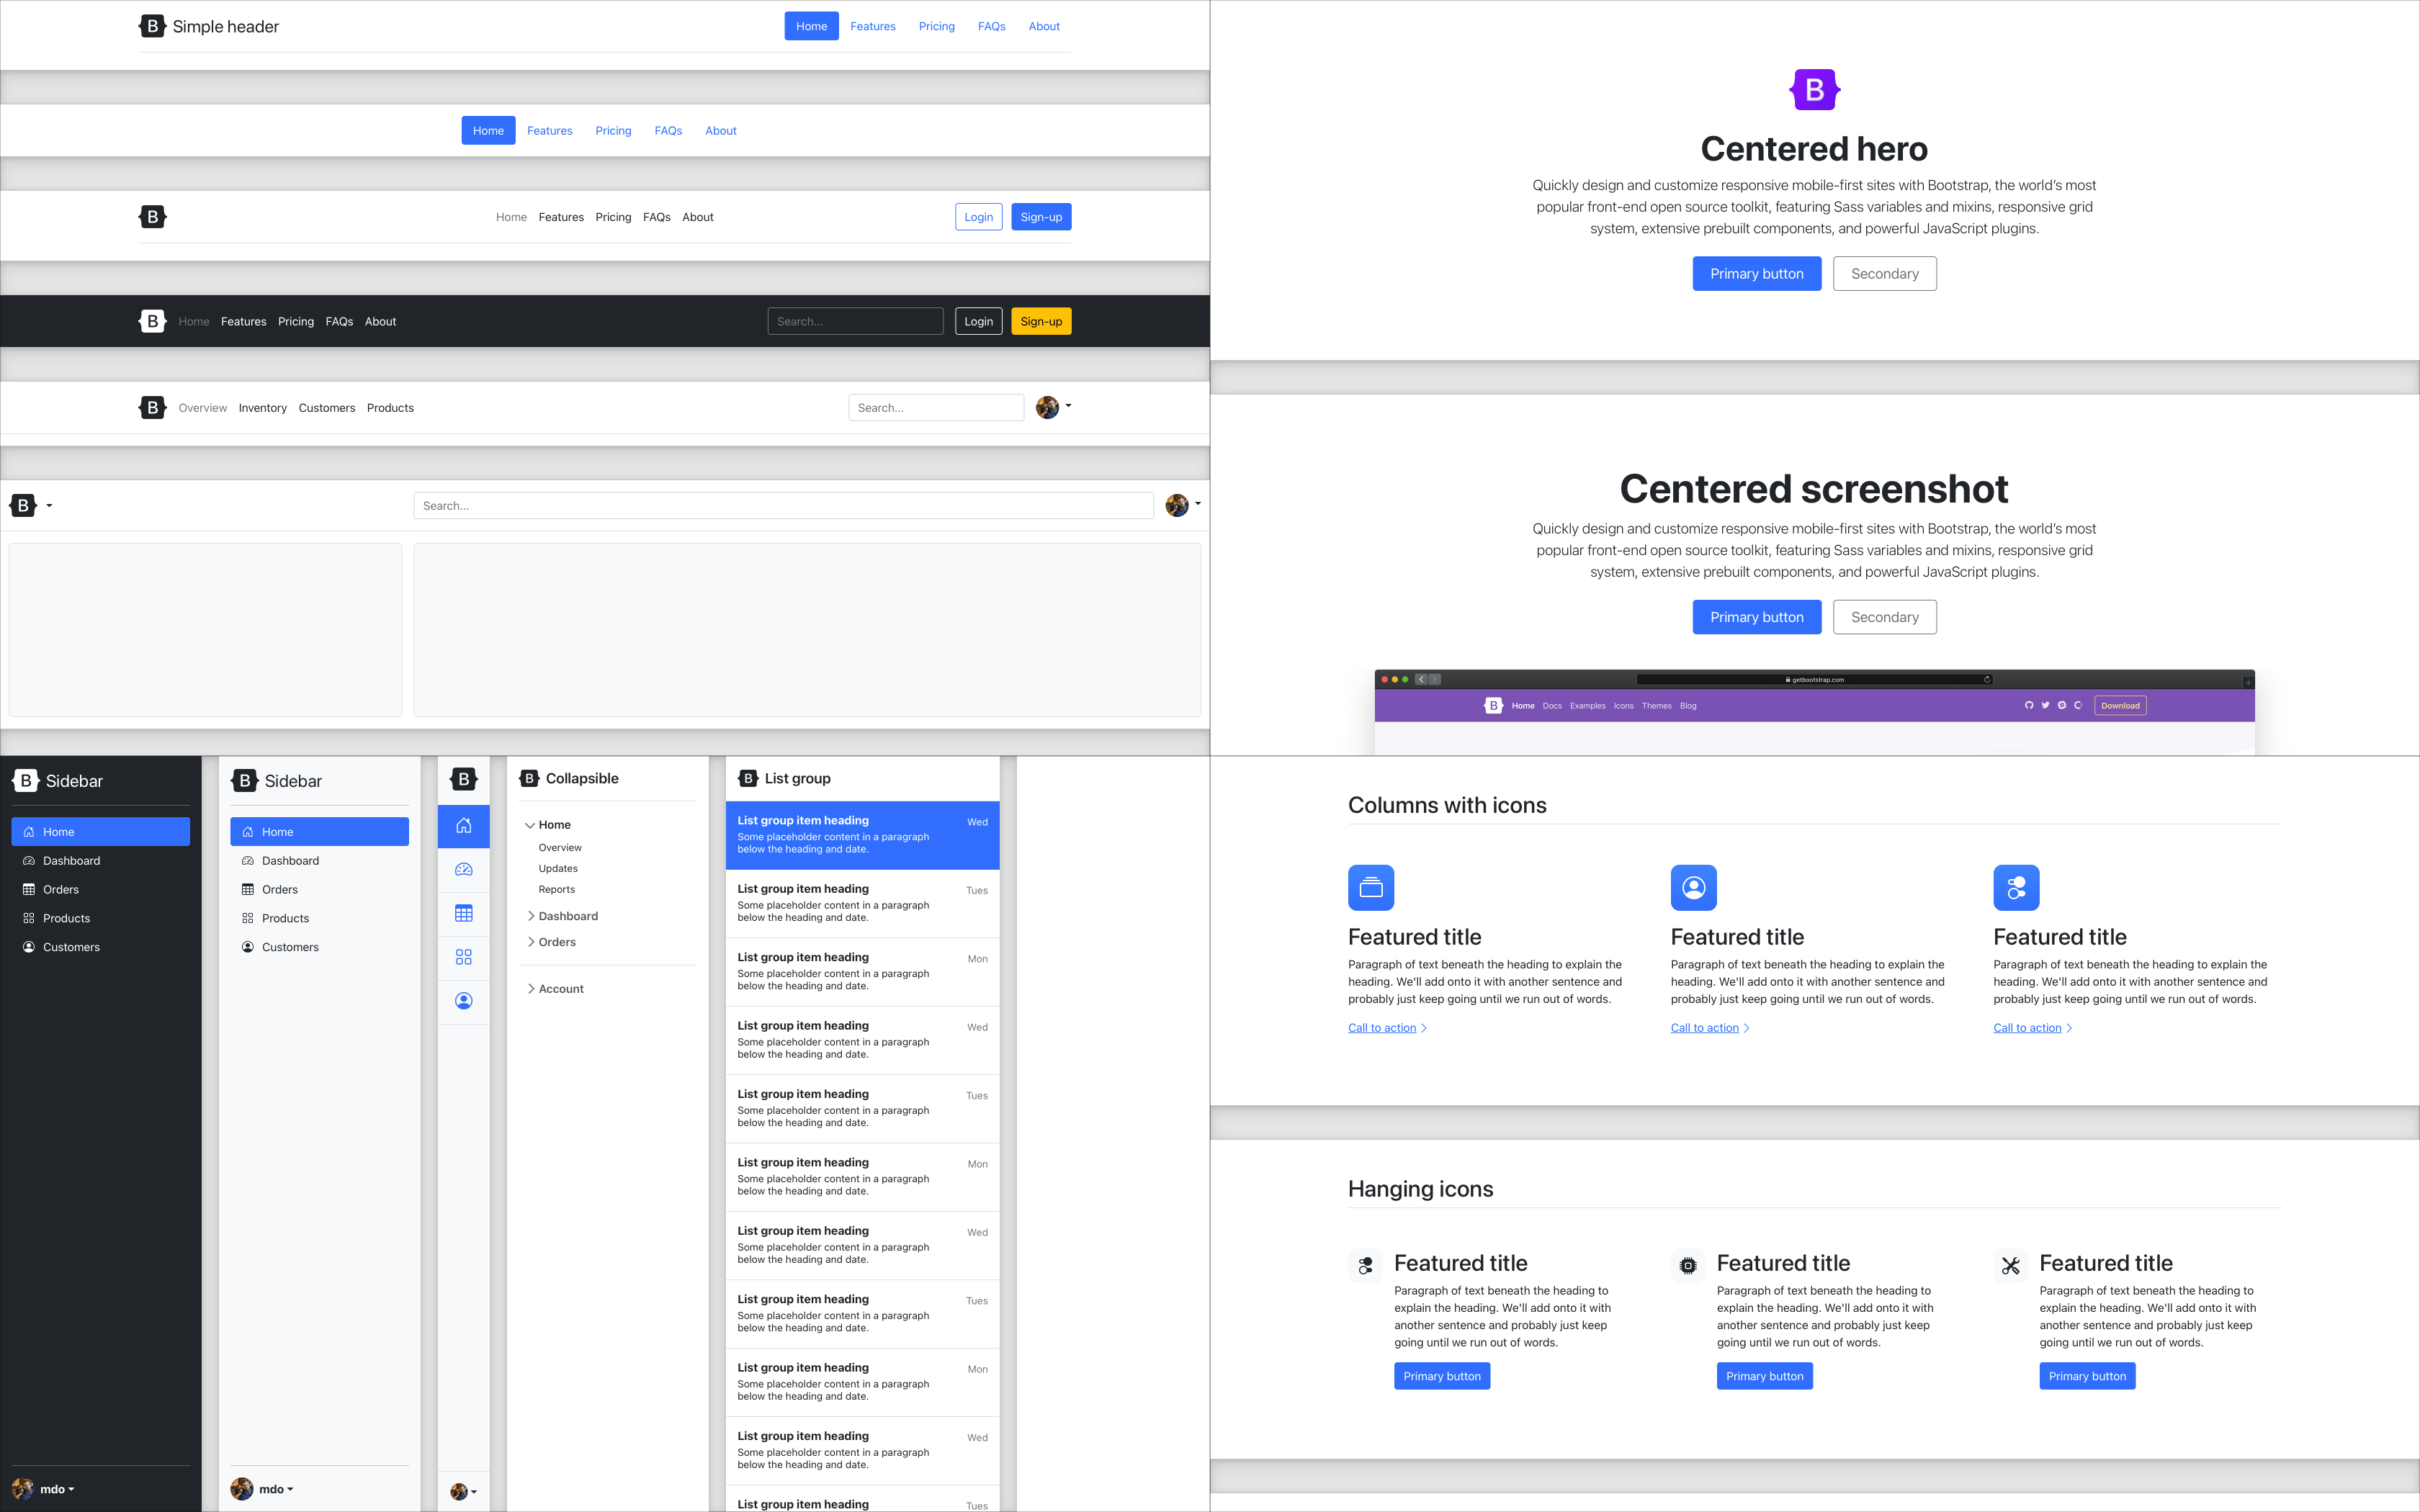 B Simple header
Home Features Pricing FAQs About
Home Features Pricing FAQs About
B Home Features Pricing FAQs About Login Sign-up
B Home Features Pricing FAQs About Search... Login Sign-up
B Overview Inventory Customers Products Search...
B Search...
B
Centered hero
Quickly design and customize responsive mobile-first sites with Bootstrap, the world’s most
popular front-end open source toolkit, featuring Sass variables and mixins, responsive grid
system, extensive prebuilt components, and powerful JavaScript plugins.
Primary button Secondary
Centered screenshot
Quickly design and customize responsive mobile-first sites with Bootstrap, the world’s most
popular front-end open source toolkit, featuring Sass variables and mixins, responsive grid
system, extensive prebuilt components, and powerful JavaScript plugins.
Primary button Secondary
getbootstrap.com
B Home Docs Examples Icons Themes Blog Download
B Sidebar
Home
Dashboard
Orders
Products
Customers
mdo
B Sidebar
Home
Dashboard
Orders
Products
Customers
mdo
B
B Collapsible
Home
Overview
Updates
Reports
Dashboard
Orders
Account
B List group
List group item heading Wed
Some placeholder content in a paragraph
below the heading and date.
List group item heading Tues
Some placeholder content in a paragraph
below the heading and date.
List group item heading Mon
Some placeholder content in a paragraph
below the heading and date.
List group item heading Wed
Some placeholder content in a paragraph
below the heading and date.
List group item heading Tues
Some placeholder content in a paragraph
below the heading and date.
List group item heading Mon
Some placeholder content in a paragraph
below the heading and date.
List group item heading Wed
Some placeholder content in a paragraph
below the heading and date.
List group item heading Tues
Some placeholder content in a paragraph
below the heading and date.
List group item heading Mon
Some placeholder content in a paragraph
below the heading and date.
List group item heading Wed
Some placeholder content in a paragraph
below the heading and date.
List group item heading Tues
Columns with icons
Featured title
Paragraph of text beneath the heading to explain the
heading. We'll add onto it with another sentence and
probably just keep going until we run out of words.
Call to action
Featured title
Paragraph of text beneath the heading to explain the
heading. We'll add onto it with another sentence and
probably just keep going until we run out of words.
Call to action
Featured title
Paragraph of text beneath the heading to explain the
heading. We'll add onto it with another sentence and
probably just keep going until we run out of words.
Call to action
Hanging icons
Featured title
Paragraph of text beneath the heading to
explain the heading. We'll add onto it with
another sentence and probably just keep
going until we run out of words.
Primary button
Featured title
Paragraph of text beneath the heading to
explain the heading. We'll add onto it with
another sentence and probably just keep
going until we run out of words.
Primary button
Featured title
Paragraph of text beneath the heading to
explain the heading. We'll add onto it with
another sentence and probably just keep
going until we run out of words.
Primary button